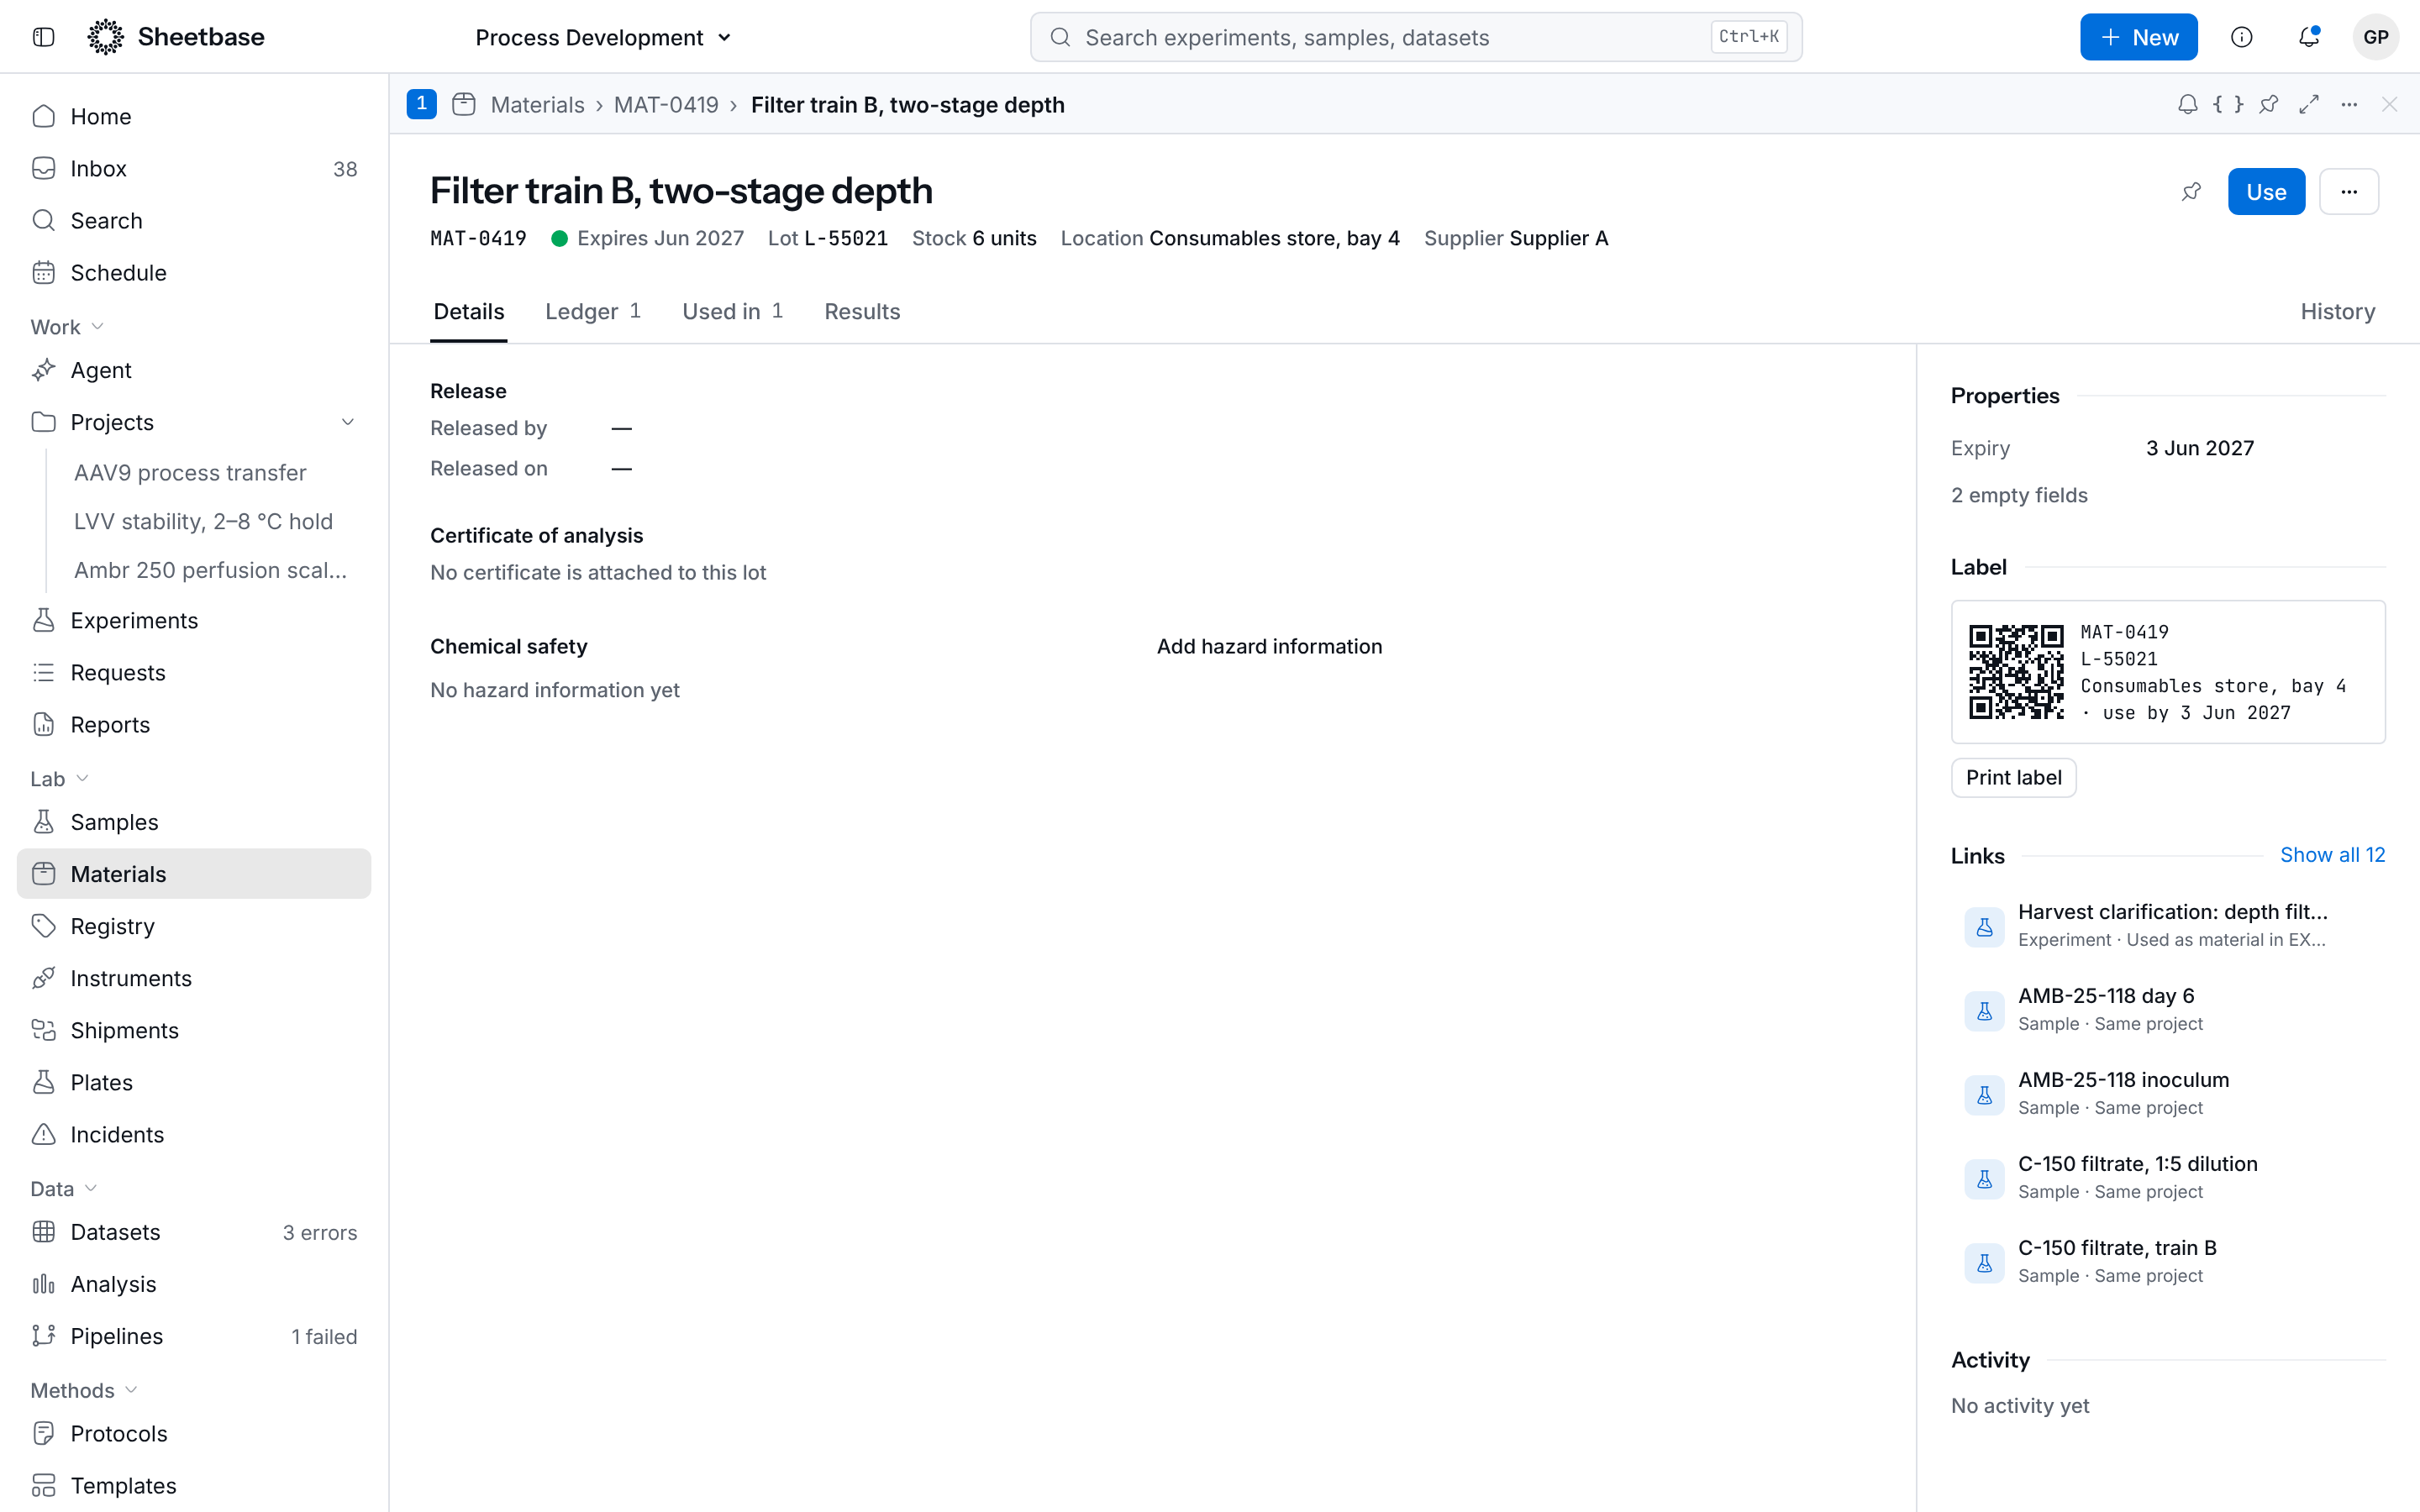 Sheetbase
Process Development
Search experiments, samples, datasets
Ctrl+K
New
GP
Home
Inbox 38
Search
Schedule
Work
Agent
Projects
AAV9 process transfer
LVV stability, 2–8 °C hold
Ambr 250 perfusion scal...
Experiments
Requests
Reports
Lab
Samples
Materials
Registry
Instruments
Shipments
Plates
Incidents
Data
Datasets 3 errors
Analysis
Pipelines 1 failed
Methods
Protocols
Templates
1 Materials › MAT-0419 › Filter train B, two-stage depth
Filter train B, two-stage depth
Use
MAT-0419 Expires Jun 2027 Lot L-55021 Stock 6 units Location Consumables store, bay 4 Supplier Supplier A
Details Ledger 1 Used in 1 Results History
Release
Released by —
Released on —
Certificate of analysis
No certificate is attached to this lot
Chemical safety Add hazard information
No hazard information yet
Properties
Expiry 3 Jun 2027
2 empty fields
Label
MAT-0419
L-55021
Consumables store, bay 4
· use by 3 Jun 2027
Print label
Links Show all 12
Harvest clarification: depth filt...
Experiment · Used as material in EX...
AMB-25-118 day 6
Sample · Same project
AMB-25-118 inoculum
Sample · Same project
C-150 filtrate, 1:5 dilution
Sample · Same project
C-150 filtrate, train B
Sample · Same project
Activity
No activity yet